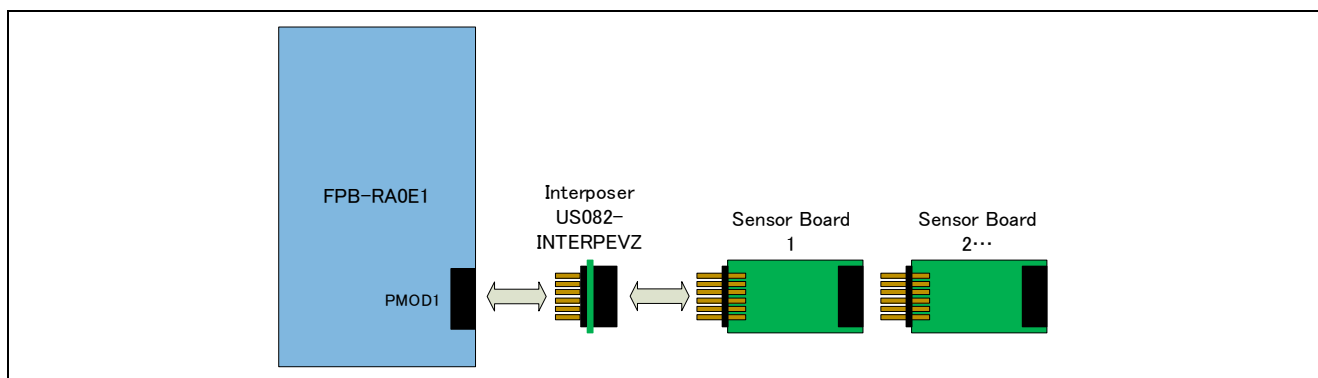 FPB-RA0E1
PMOD1
Interposer
US082-
INTERPEVZ
Sensor Board
1
Sensor Board
2…